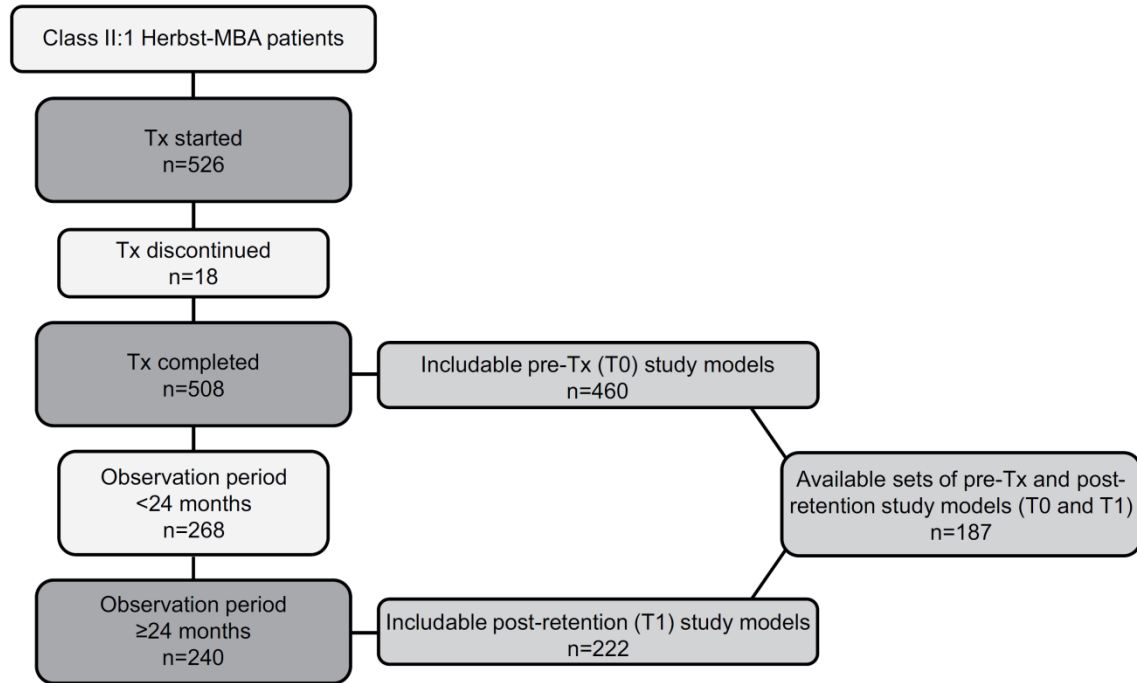 Class II:1 Herbst-MBA patients
Tx started
n=526
Tx discontinued
n=18
Tx completed
n=508
Includable pre-Tx (T0) study models
n=460
Observation period
<24 months
n=268
Available sets of pre-Tx and post-
retention study models (T0 and T1)
n=187
Observation period
≥24 months
n=240
Includable post-retention (T1) study models
n=222